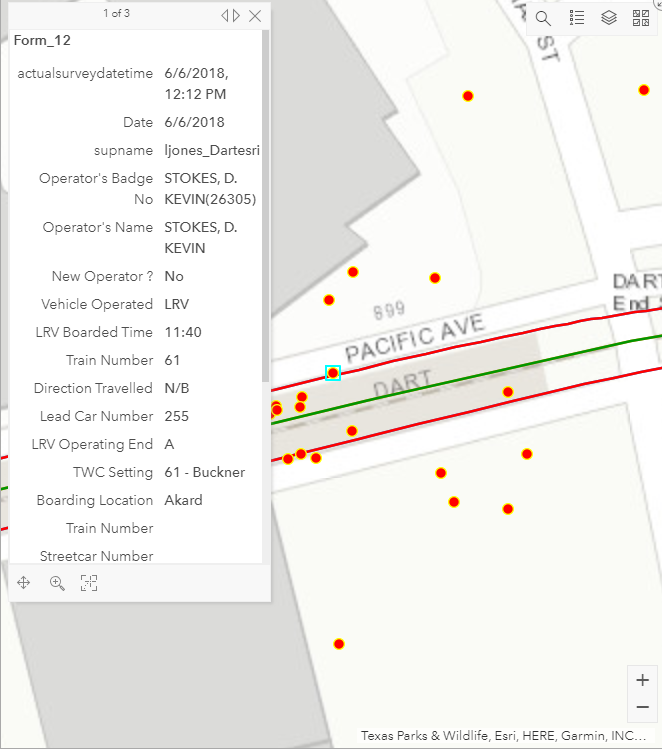 1 of 3
Form_12
actualsurveydatetime 6/6/2018,
12:12 PM
Date 6/6/2018
supname ljones_Dartesri
Operator's Badge STOKES, D.
No KEVIN(26305)
Operator's Name STOKES, D.
KEVIN
New Operator ? No
Vehicle Operated LRV
LRV Boarded Time 11:40
Train Number 61
Direction Travelled N/B
Lead Car Number 255
LRV Operating End A
TWC Setting 61 - Buckner
Boarding Location Akard
Train Number
Streetcar Number
ST
DART
End
899
PACIFIC AVE
DART
+
−
Texas Parks & Wildlife, Esri, HERE, Garmin, INC...